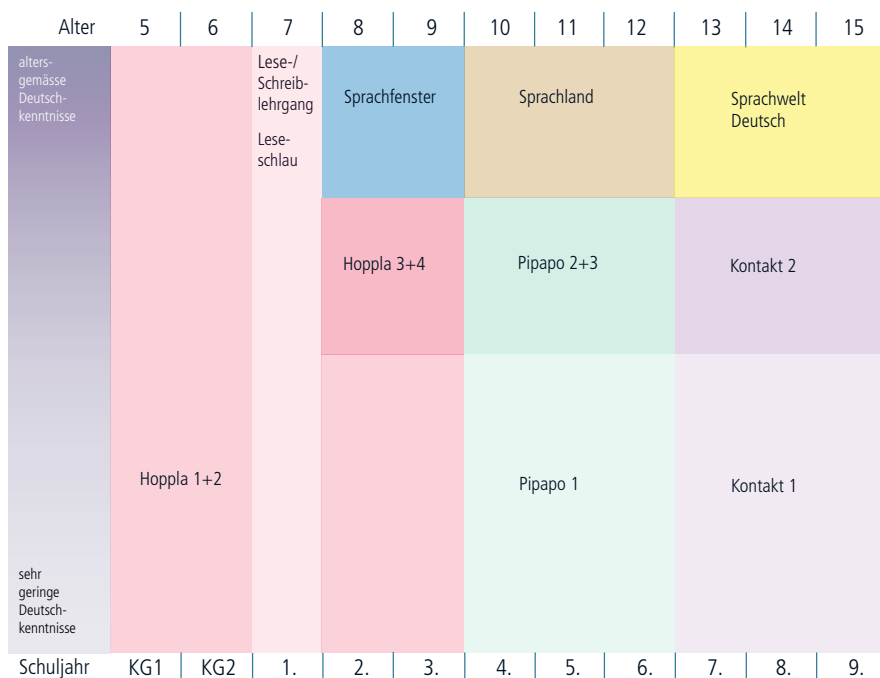 Alter 5 6 7 8 9 10 11 12 13 14 15
alters-
gemässe
Deutsch-
kenntnisse
Lese-/
Schreib-
lehrgang
Lese-
schlau
Sprachfenster
Sprachland
Sprachwelt
Deutsch
Hoppla 3+4
Pipapo 2+3
Kontakt 2
Hoppla 1+2
Pipapo 1
Kontakt 1
sehr
geringe
Deutsch-
kenntnisse
Schuljahr KG1 KG2 1. 2. 3. 4. 5. 6. 7. 8. 9.